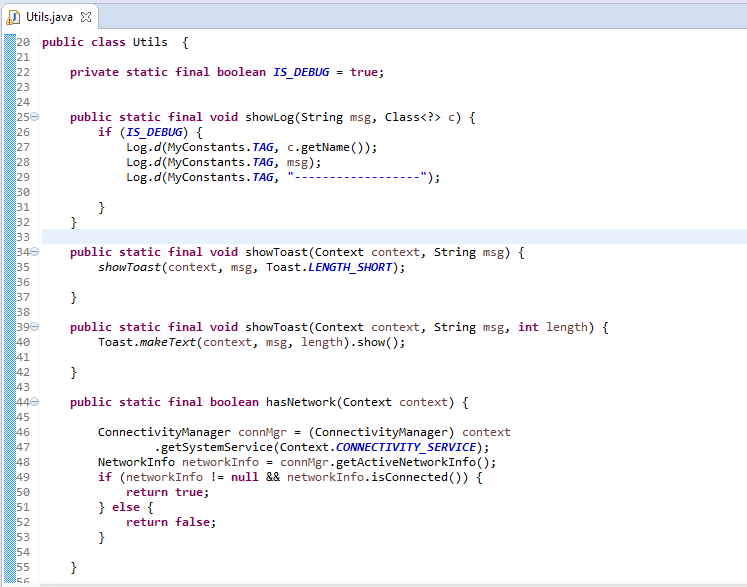 Utils.java
20 public class Utils  {
21
22     private static final boolean IS_DEBUG = true;
23
24
25     public static final void showLog(String msg, Class<?> c) {
26         if (IS_DEBUG) {
27             Log.d(MyConstants.TAG, c.getName());
28             Log.d(MyConstants.TAG, msg);
29             Log.d(MyConstants.TAG, "------------------");
30
31         }
32     }
33
34     public static final void showToast(Context context, String msg) {
35         showToast(context, msg, Toast.LENGTH_SHORT);
36
37     }
38
39     public static final void showToast(Context context, String msg, int length) {
40         Toast.makeText(context, msg, length).show();
41
42     }
43
44     public static final boolean hasNetwork(Context context) {
45
46         ConnectivityManager connMgr = (ConnectivityManager) context
47                 .getSystemService(Context.CONNECTIVITY_SERVICE);
48         NetworkInfo networkInfo = connMgr.getActiveNetworkInfo();
49         if (networkInfo != null && networkInfo.isConnected()) {
50             return true;
51         } else {
52             return false;
53         }
54
55     }
56